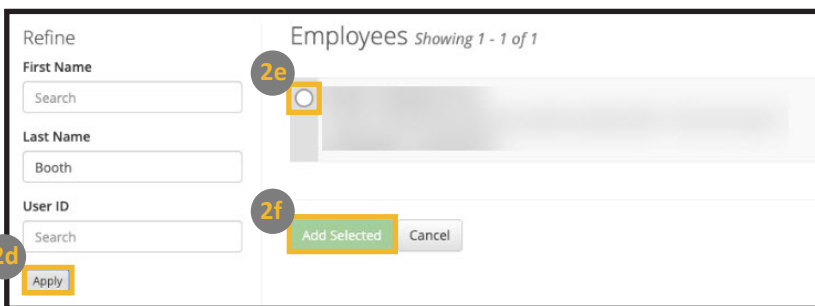 Refine
First Name
Search
Last Name
Booth
User ID
Search
2d
Apply
Employees Showing 1 - 1 of 1
2e
2f
Add Selected
Cancel